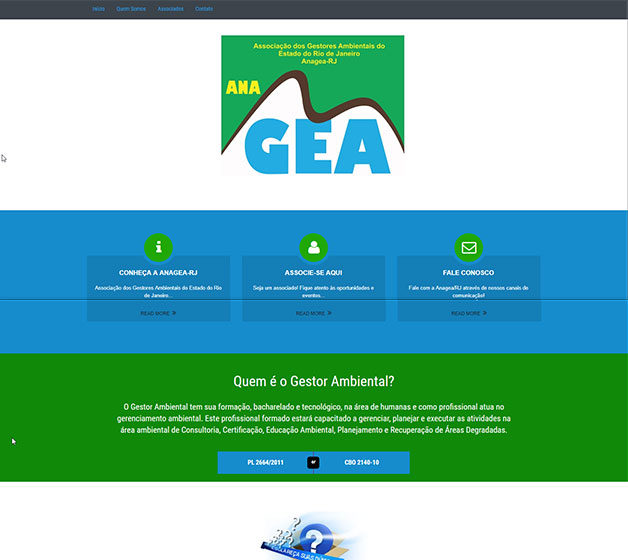 Início Quem Somos Associados Contato
Associação dos Gestores Ambientais do
Estado do Rio de Janeiro
Anagea-RJ
ANA
GEA
CONHEÇA A ANAGEA-RJ
Associação dos Gestores Ambientais do Estado do Rio
de Janeiro...
READ MORE »
ASSOCIE-SE AQUI
Seja um associado! Fique atento às oportunidades e
eventos...
READ MORE »
FALE CONOSCO
Fale com a Anagea/RJ através de nossos canais de
comunicação!
READ MORE »
Quem é o Gestor Ambiental?
O Gestor Ambiental tem sua formação, bacharelado e tecnológico, na área de humanas e como profissional atua no
gerenciamento ambiental. Este profissional formado estará capacitado a gerenciar, planejar e executar as atividades na
área ambiental de Consultoria, Certificação, Educação Ambiental, Planejamento e Recuperação de Áreas Degradadas.
PL 2664/2011 or CBO 2140-10